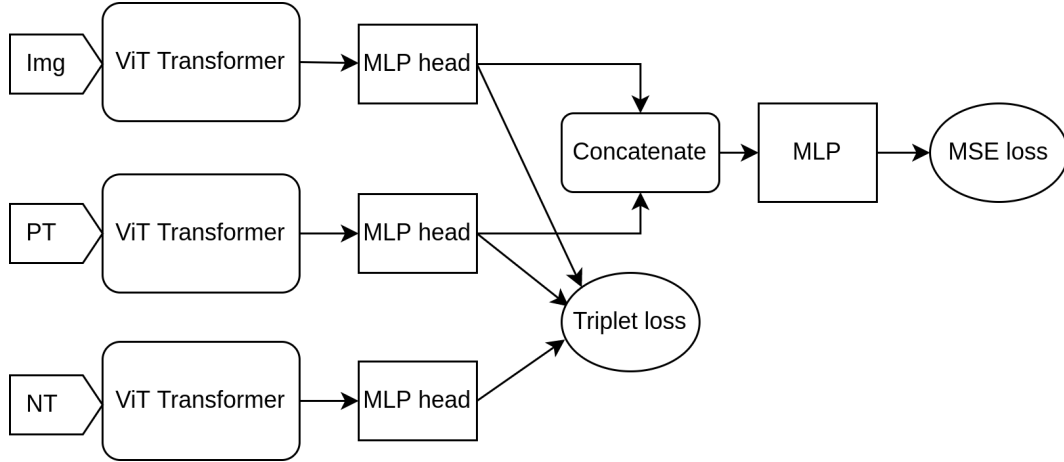 Img
ViT Transformer
MLP head
Concatenate
MLP
MSE loss
PT
ViT Transformer
MLP head
Triplet loss
NT
ViT Transformer
MLP head